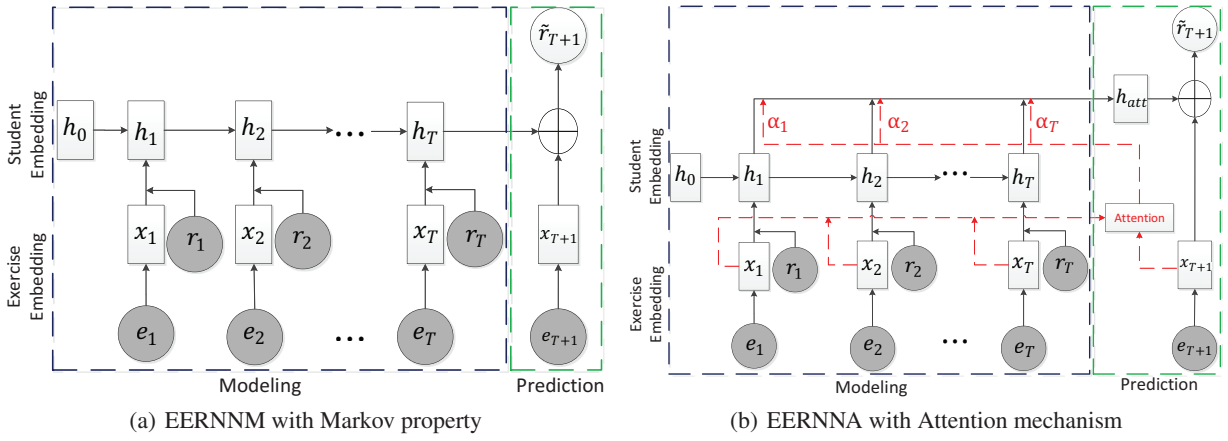 r̃T+1
Student Embedding
h0
h1
h2
...
hT
Exercise Embedding
x1
r1
x2
r2
xT
rT
xT+1
e1
e2
...
eT
eT+1
Modeling
Prediction
(a) EERNNM with Markov property
r̃T+1
hatt
α1
α2
αT
Student Embedding
h0
h1
h2
...
hT
Attention
Exercise Embedding
x1
r1
x2
r2
xT
rT
xT+1
e1
e2
...
eT
eT+1
Modeling
Prediction
(b) EERNNA with Attention mechanism